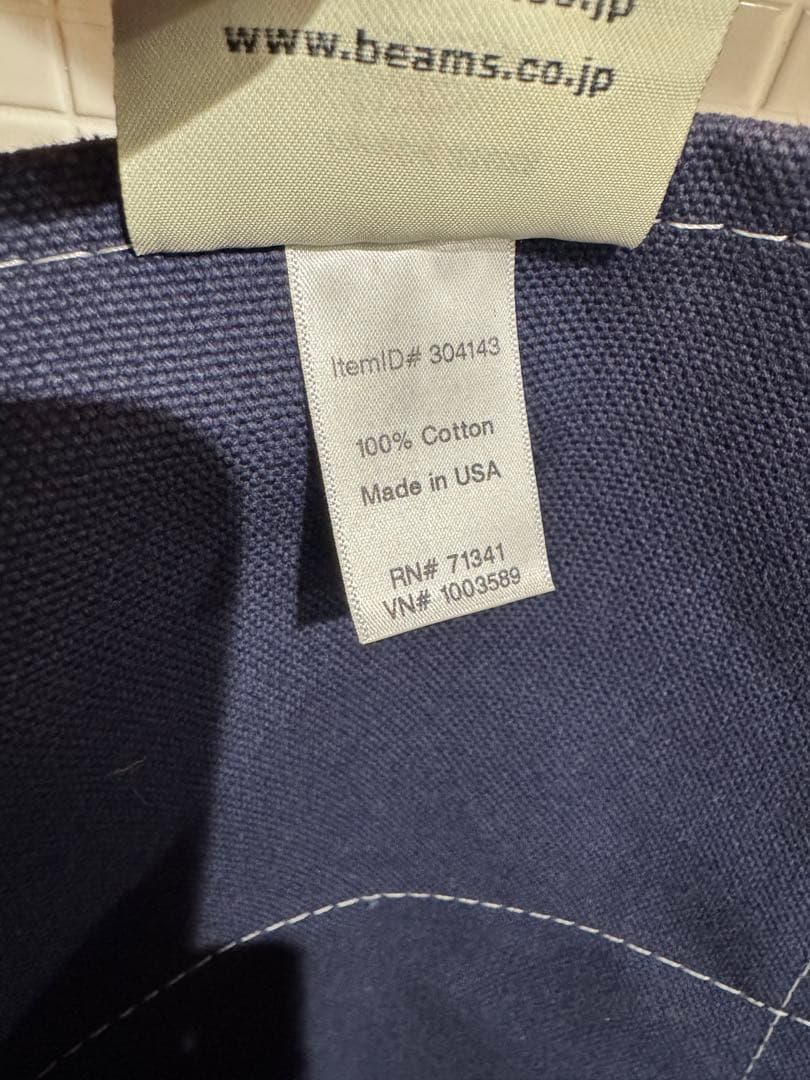 www.beams.co.jp
ItemID# 304143
100% Cotton
Made in USA
RN# 71341
VN# 1003589